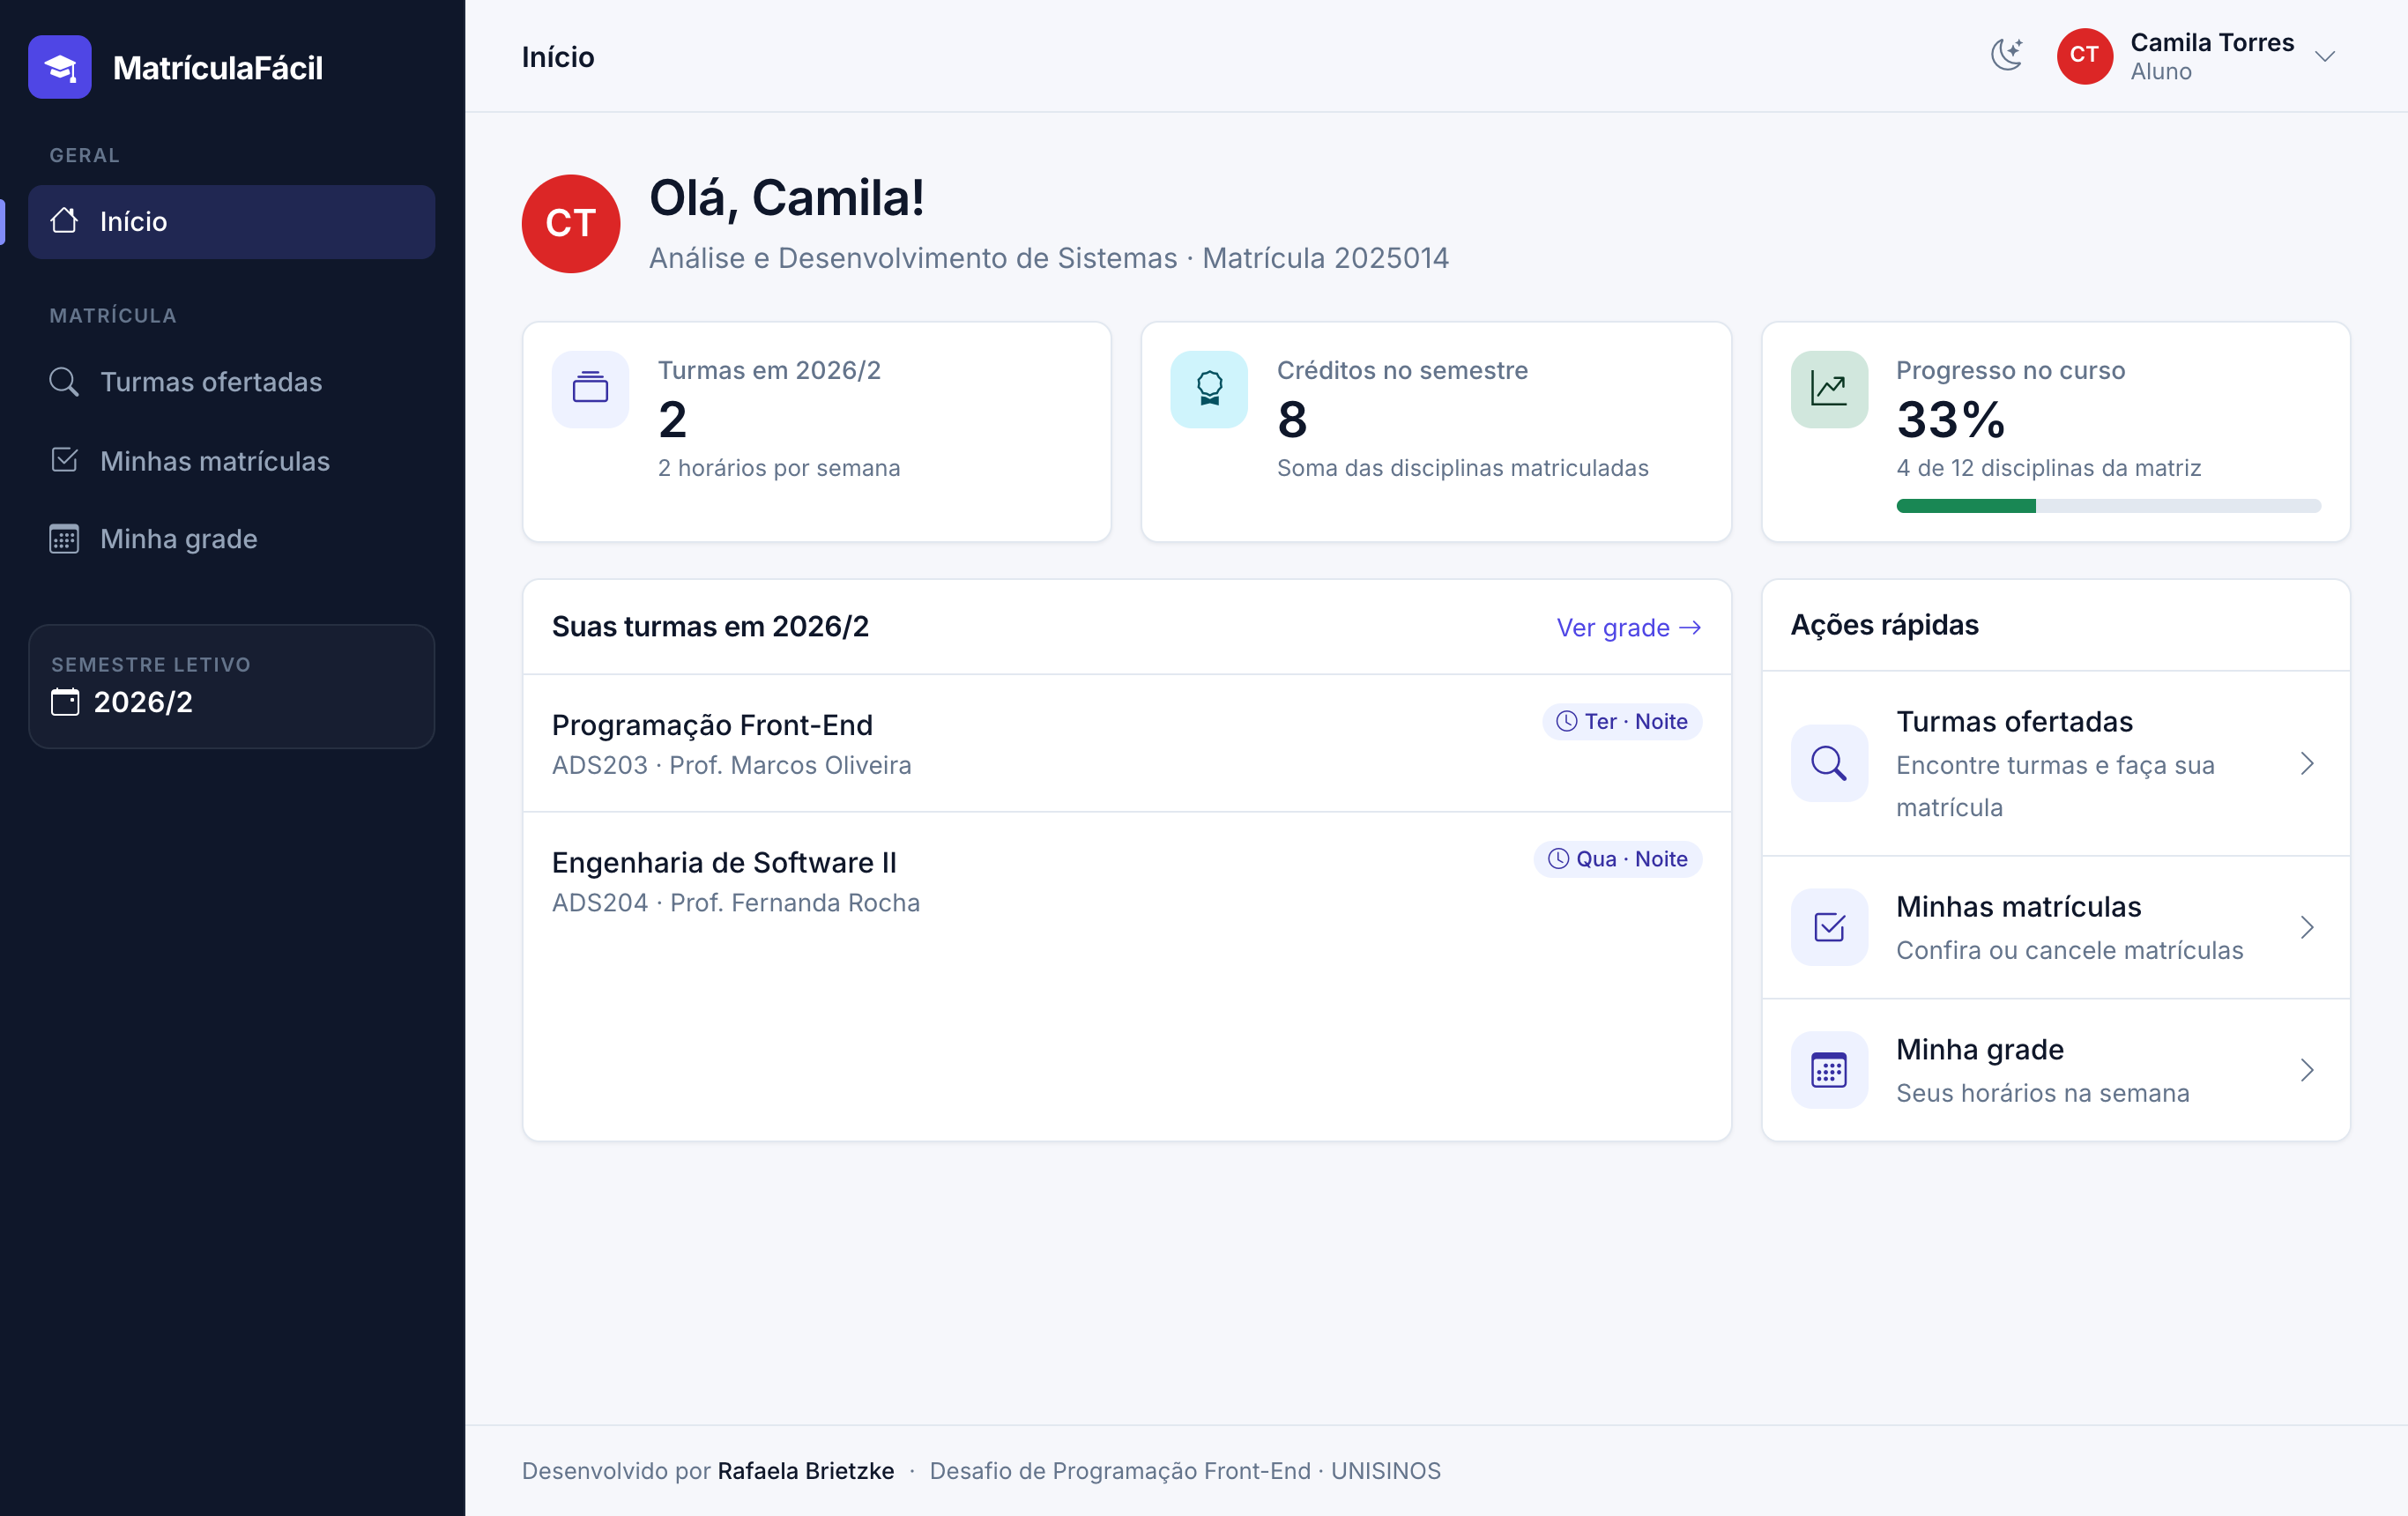 MatrículaFácil
GERAL
Início
MATRÍCULA
Turmas ofertadas
Minhas matrículas
Minha grade
SEMESTRE LETIVO
2026/2
Início
CT
Camila Torres
Aluno
CT
Olá, Camila!
Análise e Desenvolvimento de Sistemas · Matrícula 2025014
Turmas em 2026/2
2
2 horários por semana
Créditos no semestre
8
Soma das disciplinas matriculadas
Progresso no curso
33%
4 de 12 disciplinas da matriz
Suas turmas em 2026/2
Ver grade →
Programação Front-End
Ter · Noite
ADS203 · Prof. Marcos Oliveira
Engenharia de Software II
Qua · Noite
ADS204 · Prof. Fernanda Rocha
Ações rápidas
Turmas ofertadas
Encontre turmas e faça sua
matrícula
Minhas matrículas
Confira ou cancele matrículas
Minha grade
Seus horários na semana
Desenvolvido por Rafaela Brietzke · Desafio de Programação Front-End · UNISINOS